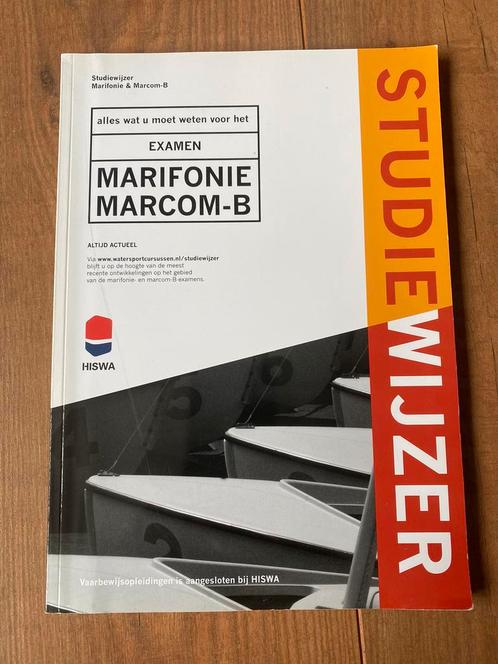 Studiewijzer
Marifonie & Marcom-B
alles wat u moet weten voor het
EXAMEN
MARIFONIE
MARCOM-B
ALTIJD ACTUEEL
Via www.watersportcursussen.nl/studiewijzer
blijft u op de hoogte van de meest
recente ontwikkelingen op het gebied
van de marifonie- en marcom-B-examens.
HISWA
STUDIEWIJZER
Vaarbewijsopleidingen is aangesloten bij HISWA